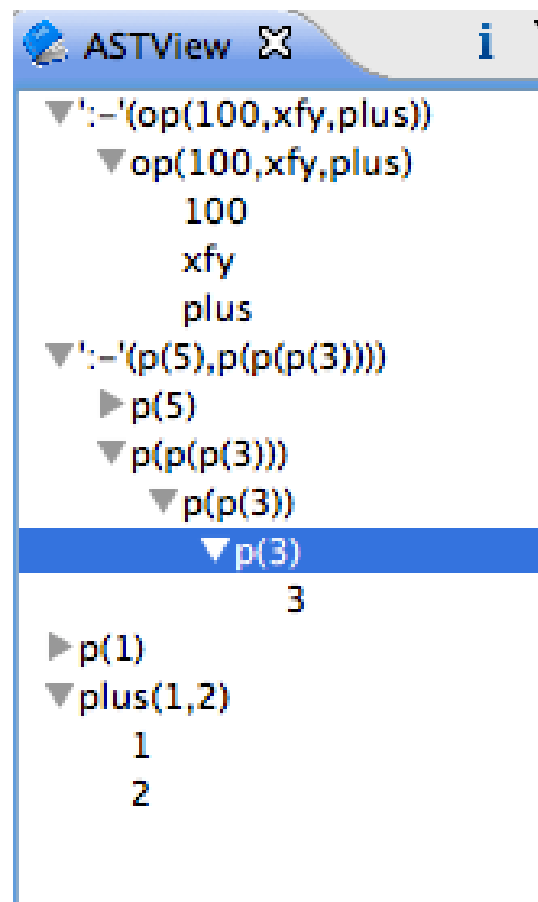 ASTView
i
':-'(op(100,xfy,plus))
op(100,xfy,plus)
100
xfy
plus
':-'(p(5),p(p(p(3))))
p(5)
p(p(p(3)))
p(p(3))
p(3)
3
p(1)
plus(1,2)
1
2